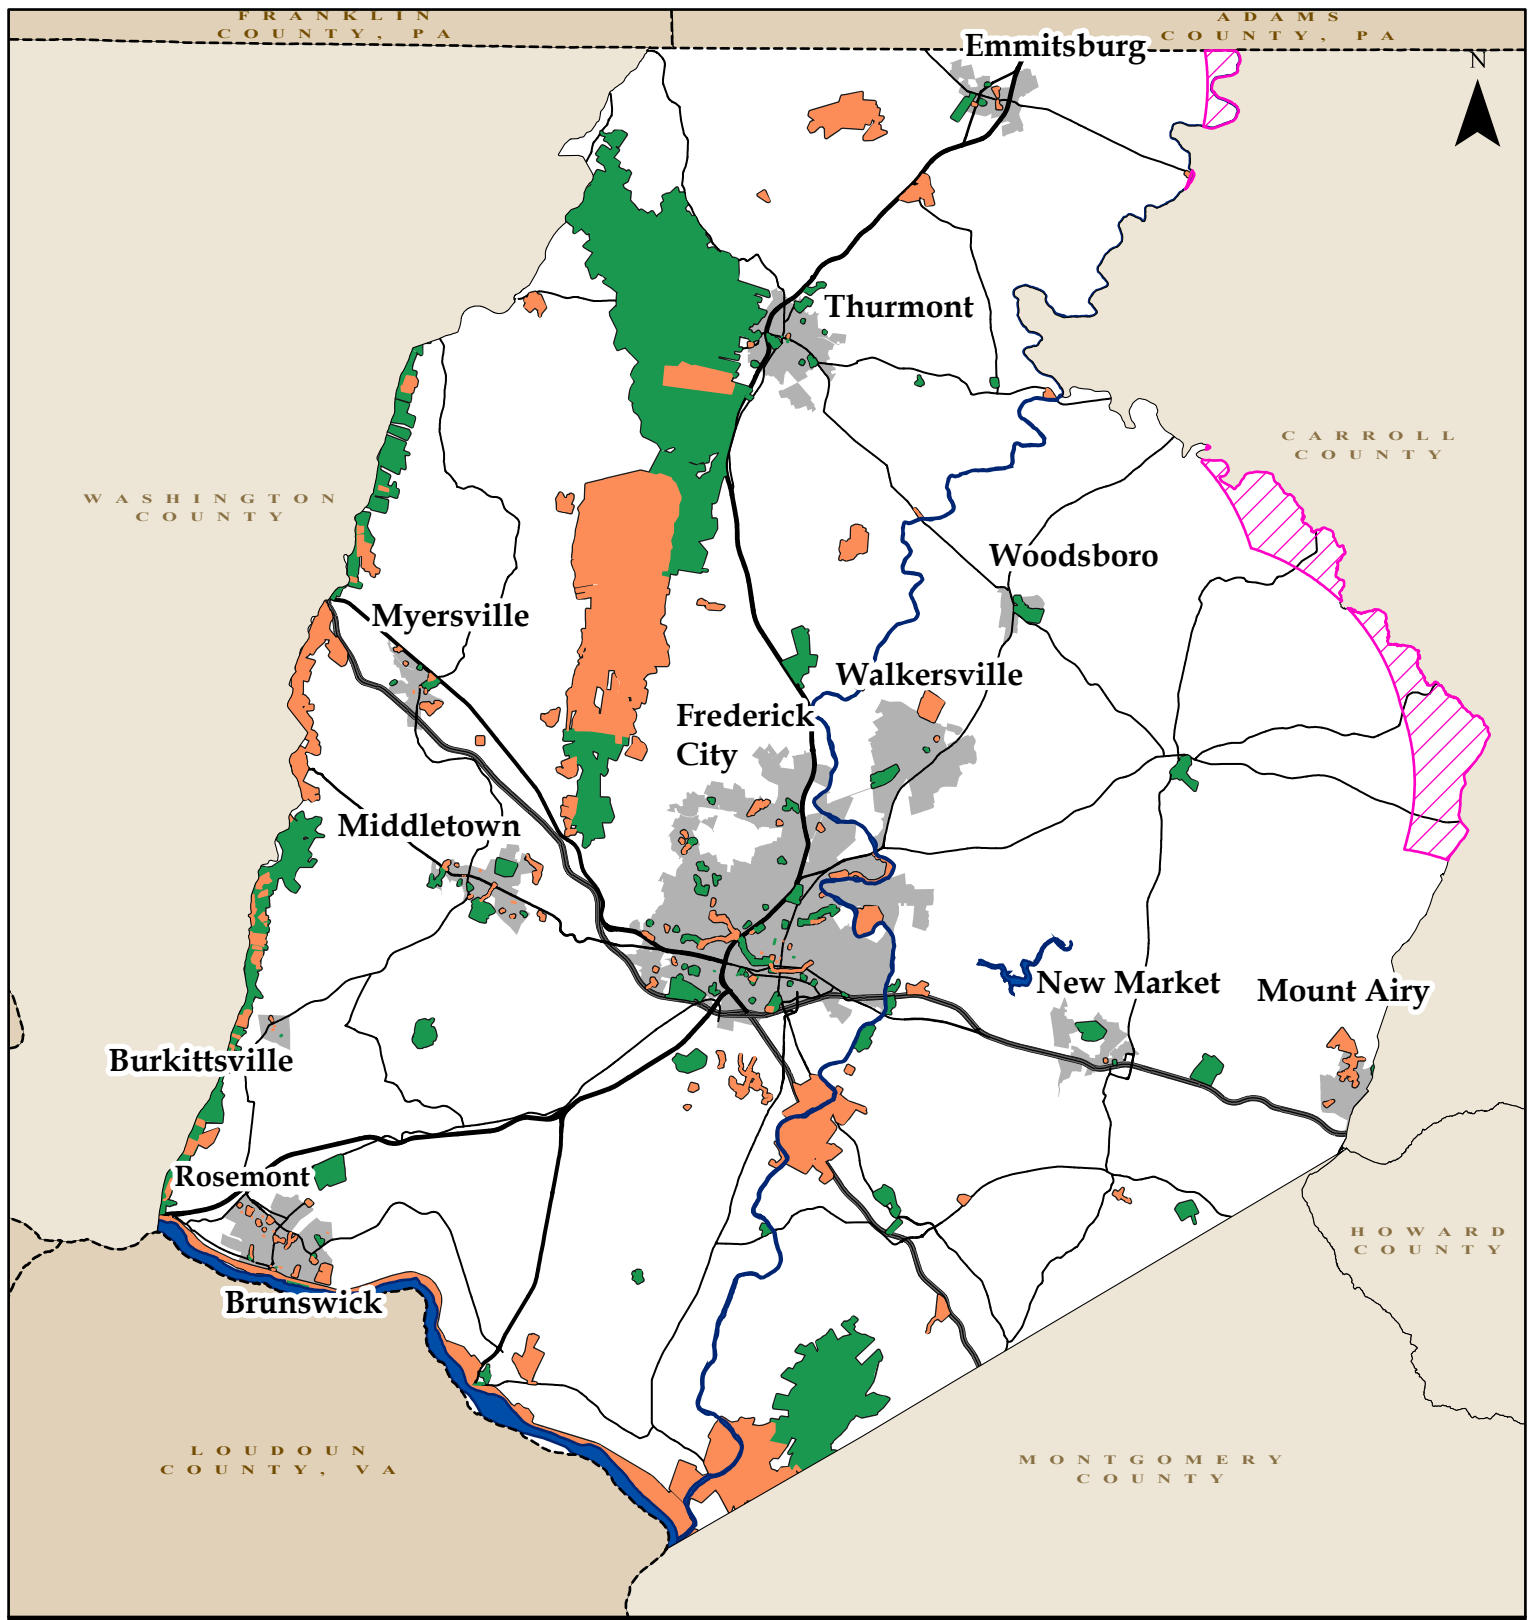 FRANKLIN
COUNTY, PA
ADAMS
COUNTY, PA
Emmitsburg
N
Thurmont
CARROLL
COUNTY
WASHINGTON
COUNTY
Woodsboro
Myersville
Walkersville
Frederick
City
Middletown
New Market
Mount Airy
Burkittsville
Rosemont
HOWARD
COUNTY
Brunswick
LOUDOUN
COUNTY, VA
MONTGOMERY
COUNTY